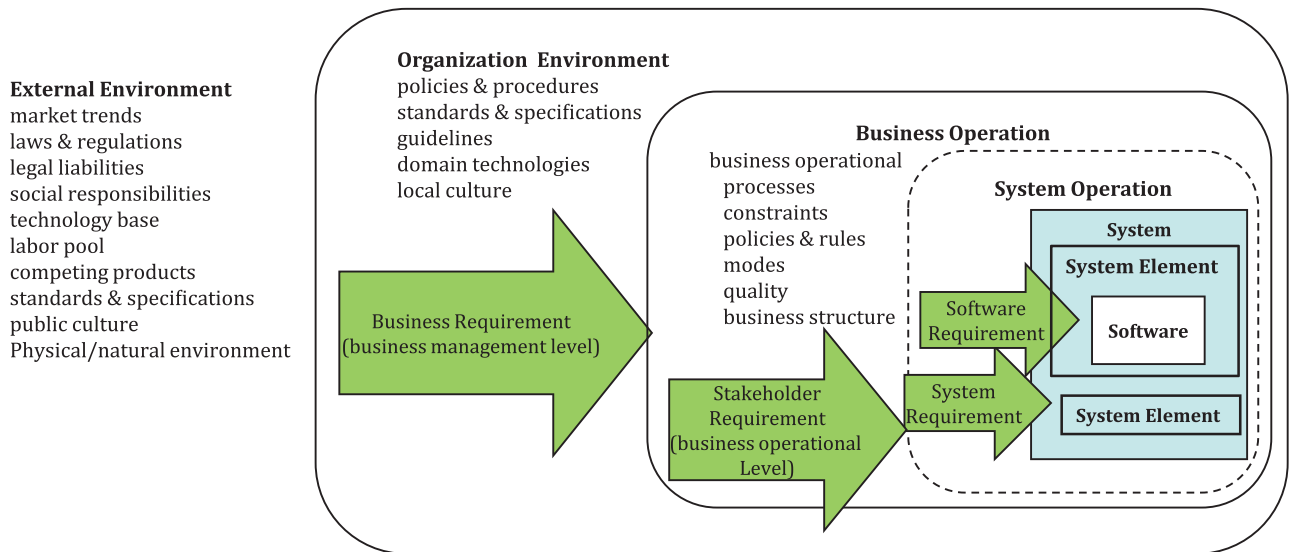 External Environment
market trends
laws & regulations
legal liabilities
social responsibilities
technology base
labor pool
competing products
standards & specifications
public culture
Physical/natural environment
Organization Environment
policies & procedures
standards & specifications
guidelines
domain technologies
local culture
Business Requirement
(business management level)
Business Operation
business operational
processes
constraints
policies & rules
modes
quality
business structure
Stakeholder
Requirement
(business operational
Level)
System Operation
System
System Element
Software
Software
Requirement
System
Requirement
System Element